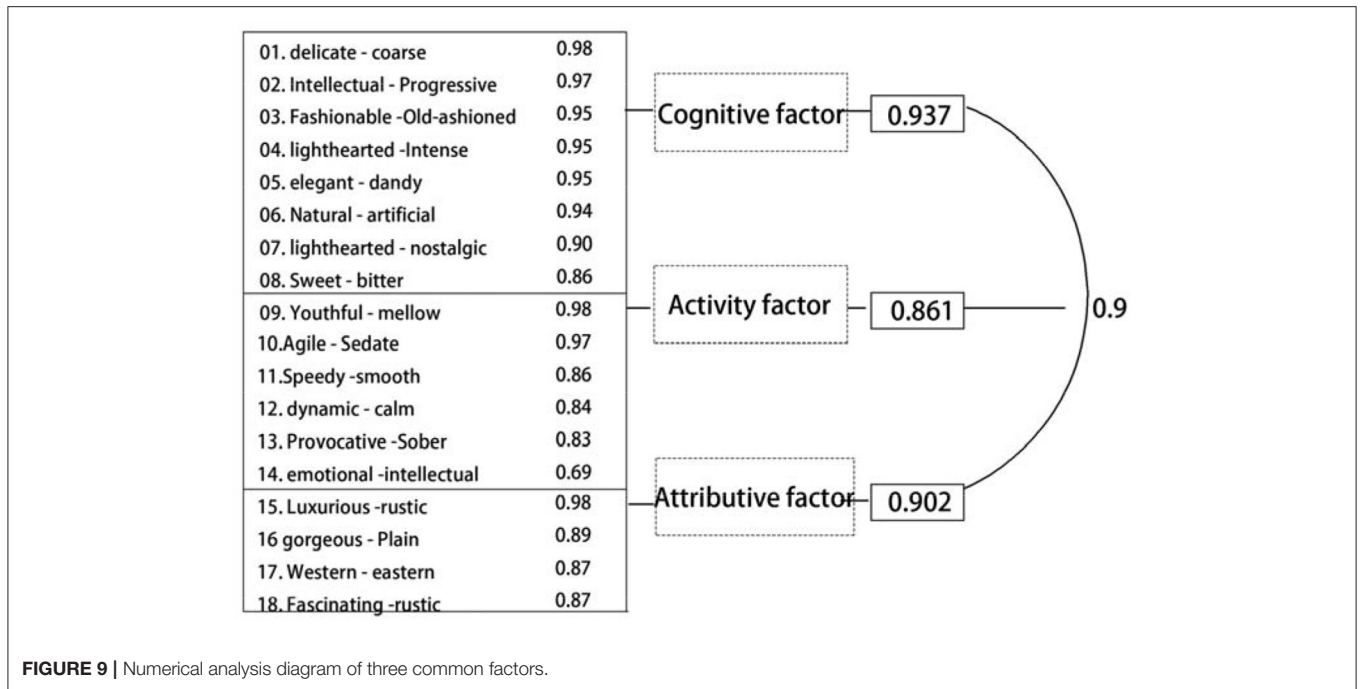 01. delicate - coarse 0.98
02. Intellectual - Progressive 0.97
03. Fashionable -Old-ashioned 0.95
04. lighthearted -Intense 0.95
05. elegant - dandy 0.95
06. Natural - artificial 0.94
07. lighthearted - nostalgic 0.90
08. Sweet - bitter 0.86
Cognitive factor 0.937
09. Youthful - mellow 0.98
10.Agile - Sedate 0.97
11.Speedy -smooth 0.86
12. dynamic - calm 0.84
13. Provocative -Sober 0.83
14. emotional -intellectual 0.69
Activity factor 0.861
0.9
15. Luxurious -rustic 0.98
16 gorgeous - Plain 0.89
17. Western - eastern 0.87
18. Fascinating -rustic 0.87
Attributive factor 0.902
FIGURE 9 | Numerical analysis diagram of three common factors.